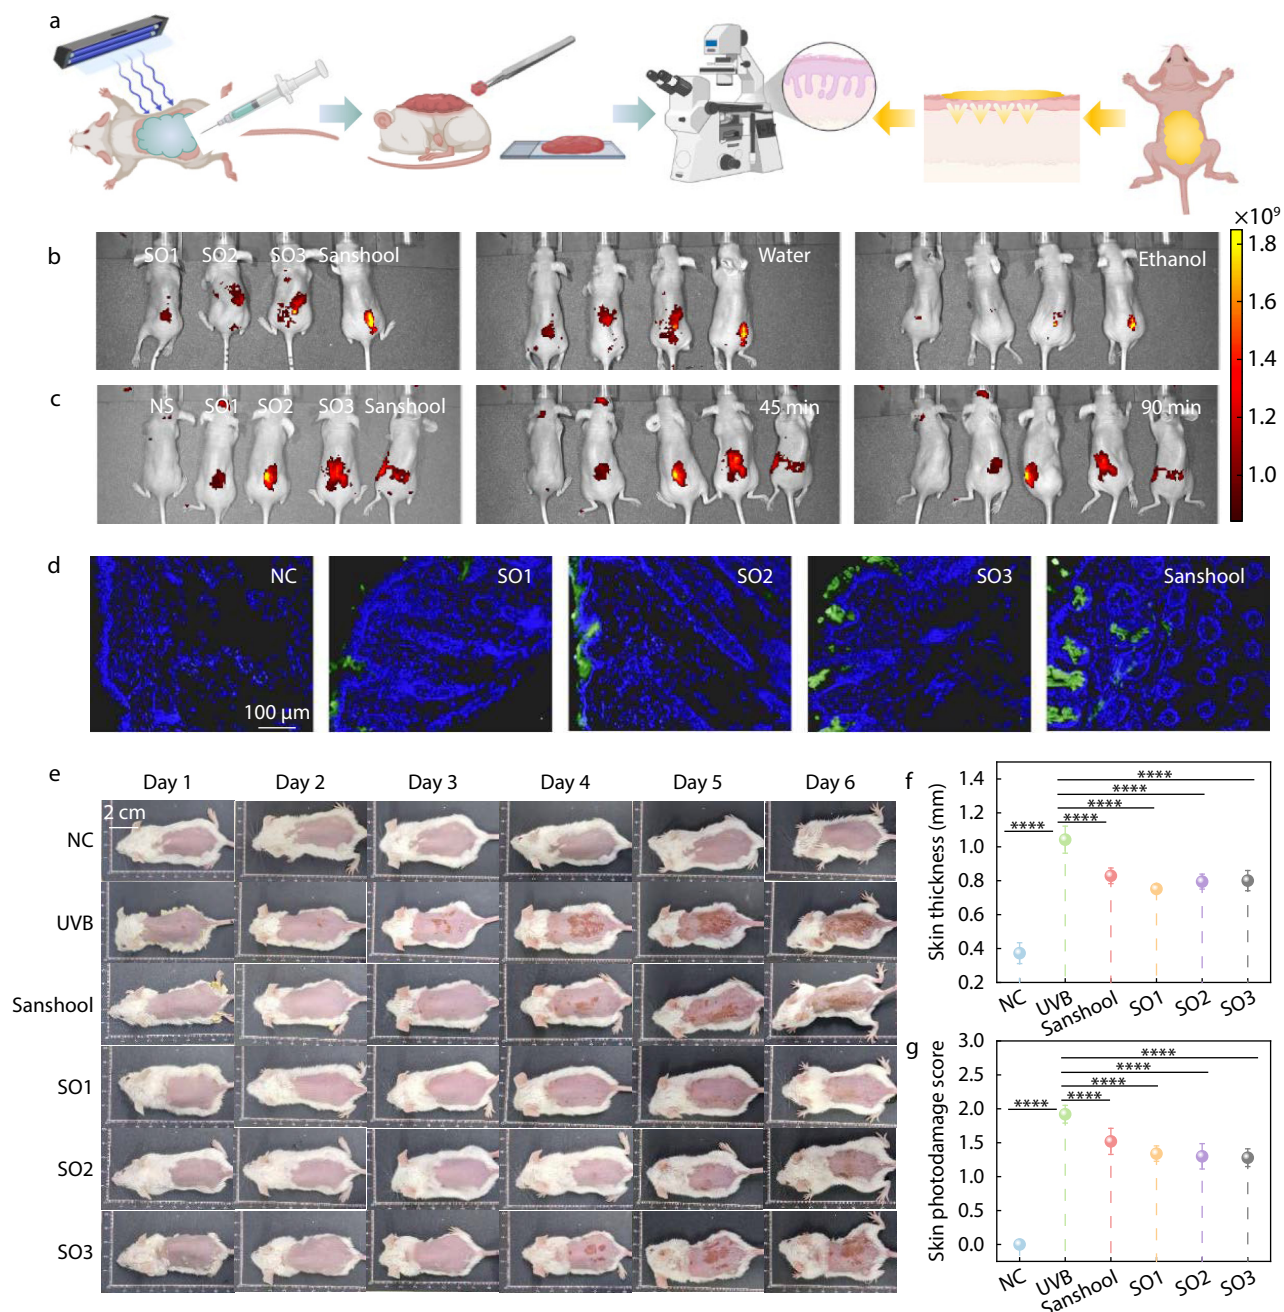 a
b
SO1 SO2 SO3 Sanshool
Water
Ethanol
c
NS SO1 SO2 SO3 Sanshool
45 min
90 min
×10⁹
1.8
1.6
1.4
1.2
1.0
d
NC
SO1
SO2
SO3
Sanshool
100 μm
e
Day 1 Day 2 Day 3 Day 4 Day 5 Day 6
2 cm
NC
UVB
Sanshool
SO1
SO2
SO3
f
Skin thickness (mm)
1.4
1.2
1.0
0.8
0.6
0.4
0.2
****
****
****
****
****
NC UVB Sanshool SO1 SO2 SO3
g
Skin photodamage score
3.0
2.5
2.0
1.5
1.0
0.5
0.0
****
****
****
****
****
NC UVB Sanshool SO1 SO2 SO3